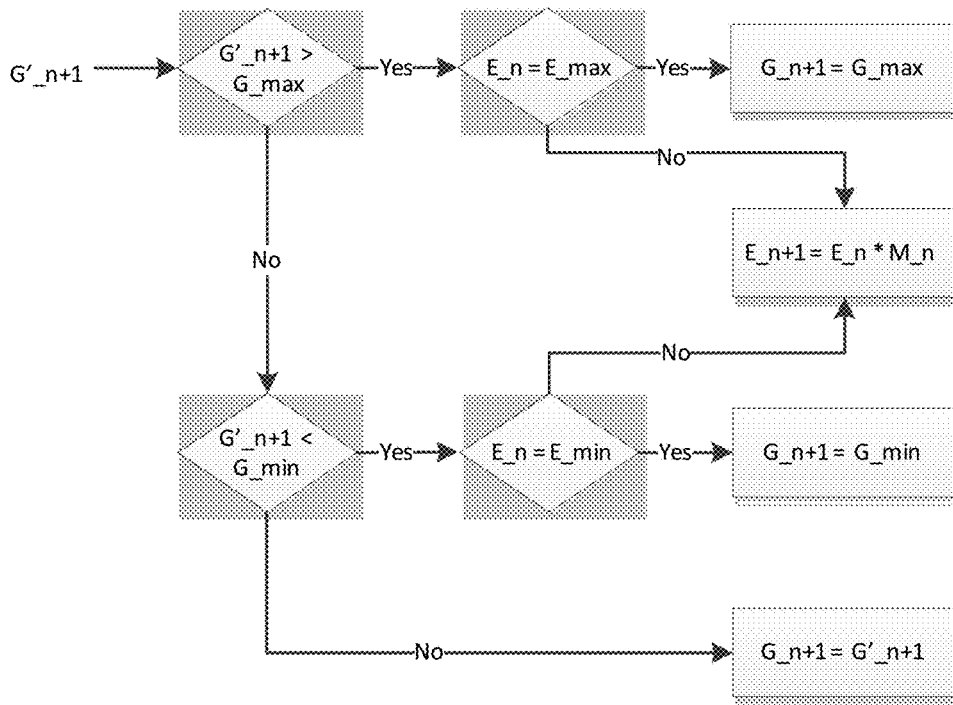 G'_n+1
G'_n+1 >
G_max
Yes
E_n = E_max
Yes
G_n+1 = G_max
No
E_n+1 = E_n * M_n
No
No
G'_n+1 <
G_min
Yes
E_n = E_min
Yes
G_n+1 = G_min
No
G_n+1 = G'_n+1